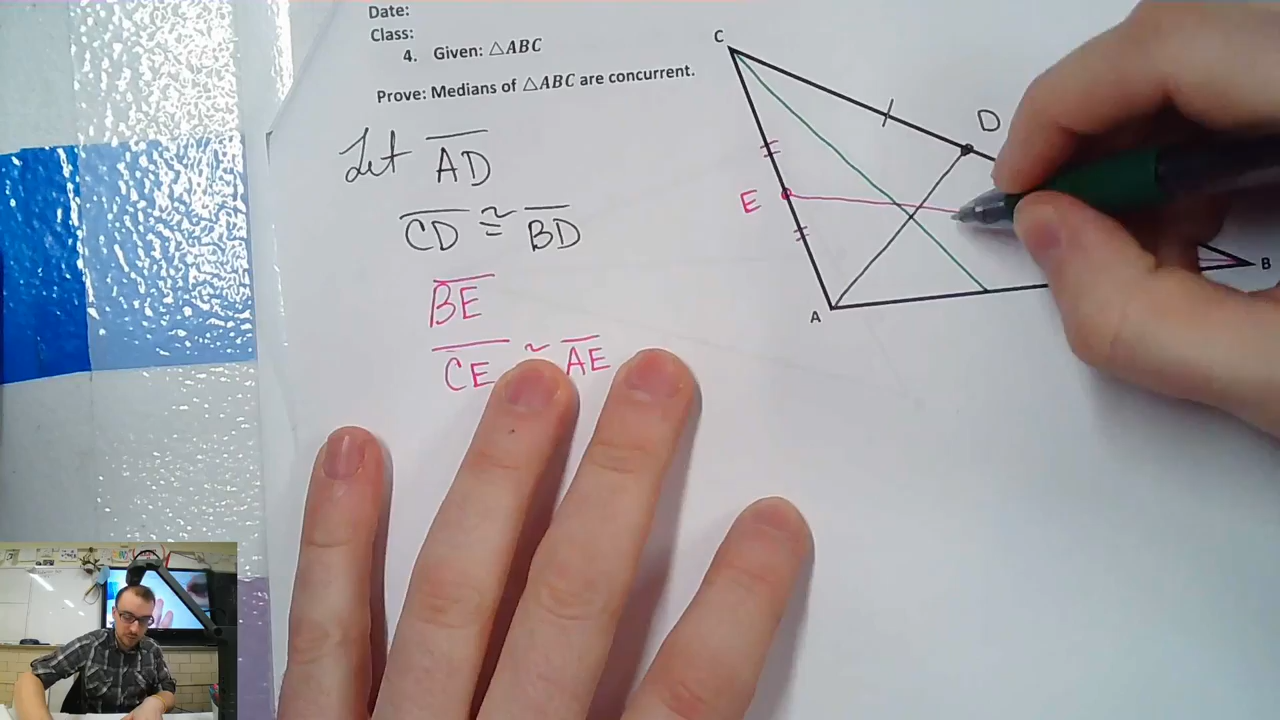 Date:
Class:
4. Given: △ABC
Prove: Medians of △ABC are concurrent.
Let AD
CD ≅ BD
BE
CE ≅ AE
C
D
E
A
B